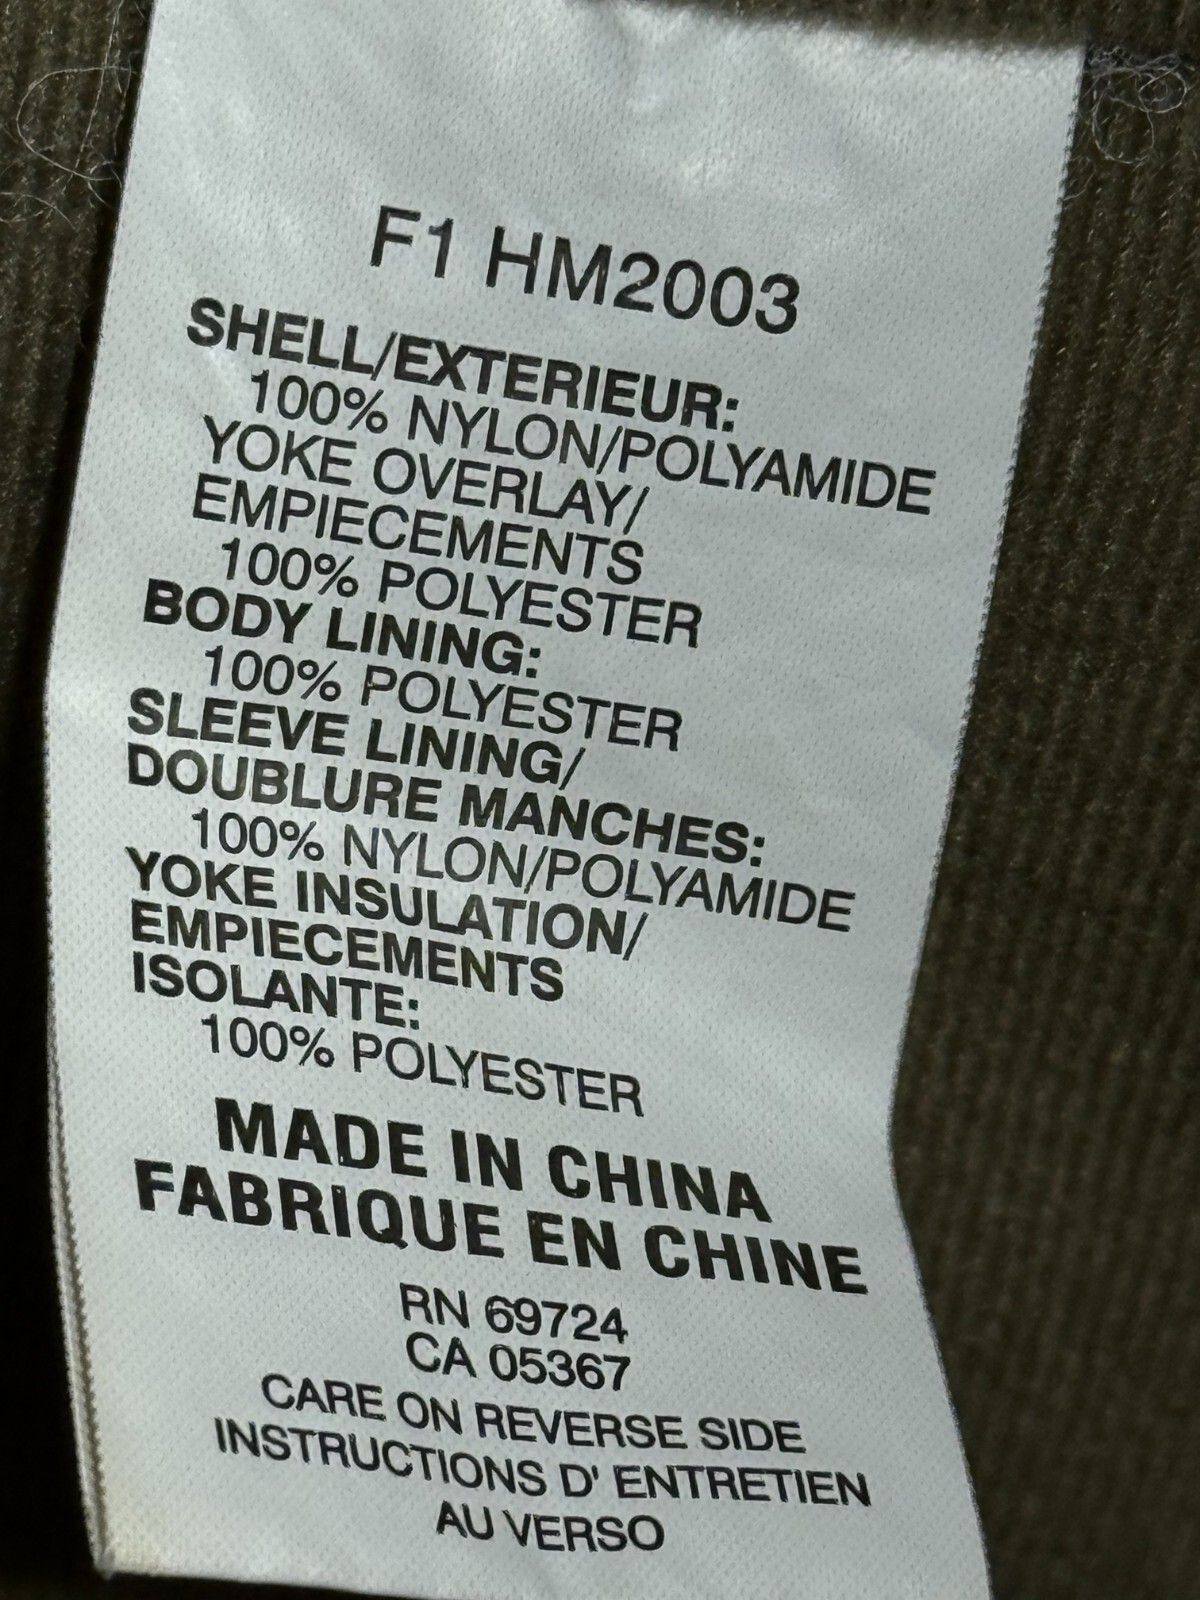 F1 HM2003
SHELL/EXTERIEUR:
100% NYLON/POLYAMIDE
YOKE OVERLAY/
EMPIECEMENTS
100% POLYESTER
BODY LINING:
100% POLYESTER
SLEEVE LINING/
DOUBLURE MANCHES:
100% NYLON/POLYAMIDE
YOKE INSULATION/
EMPIECEMENTS
ISOLANTE:
100% POLYESTER
MADE IN CHINA
FABRIQUE EN CHINE
RN 69724
CA 05367
CARE ON REVERSE SIDE
INSTRUCTIONS D' ENTRETIEN
AU VERSO